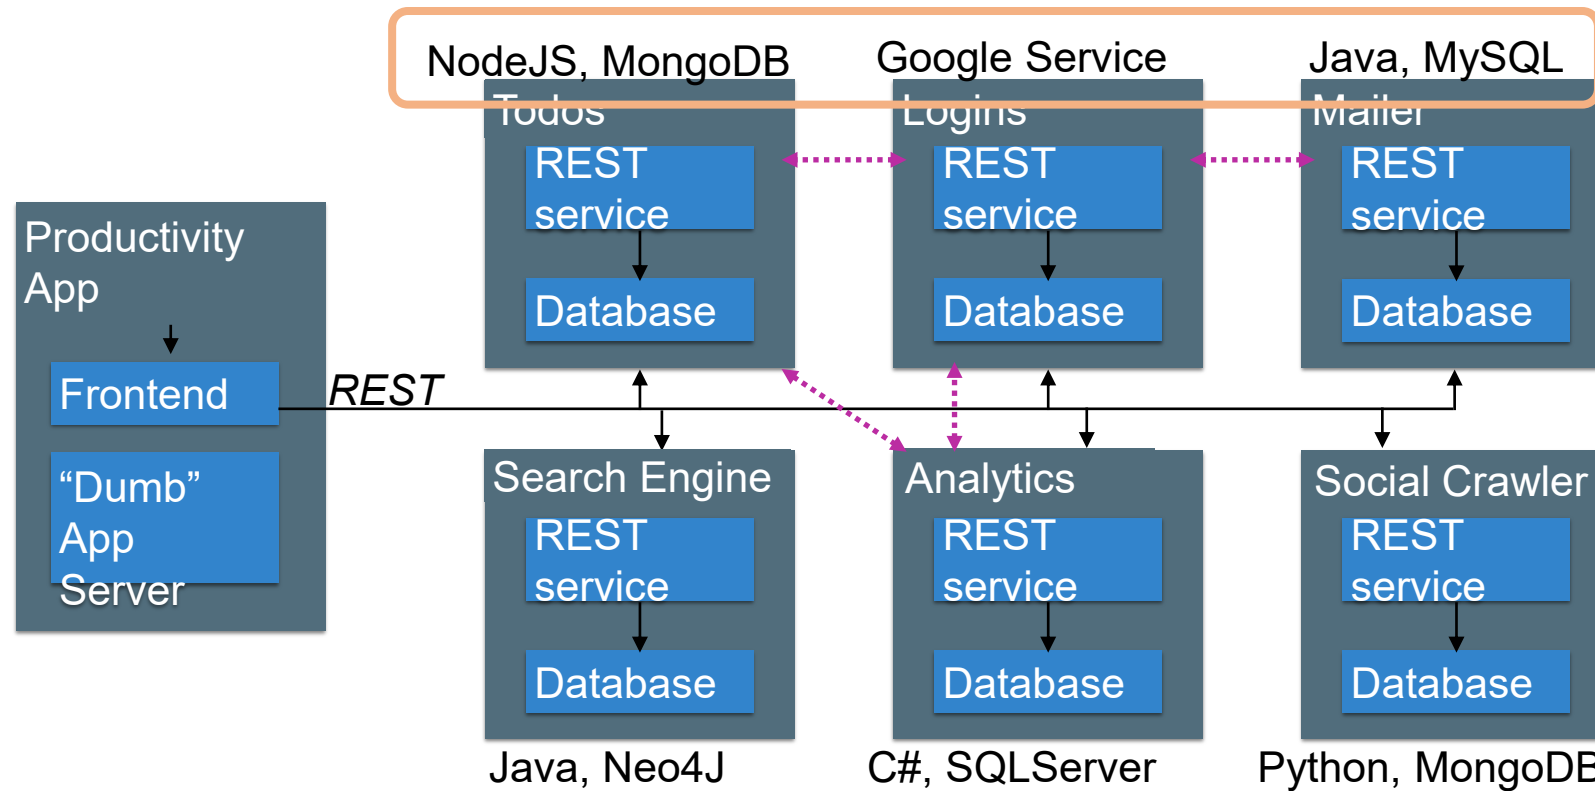 NodeJS, MongoDB
Google Service
Java, MySQL
Todos
REST
service
Database
Logins
REST
service
Database
Mailer
REST
service
Database
Productivity
App
Frontend
“Dumb”
App
Server
REST
Search Engine
REST
service
Database
Java, Neo4J
Analytics
REST
service
Database
C#, SQLServer
Social Crawler
REST
service
Database
Python, MongoDB